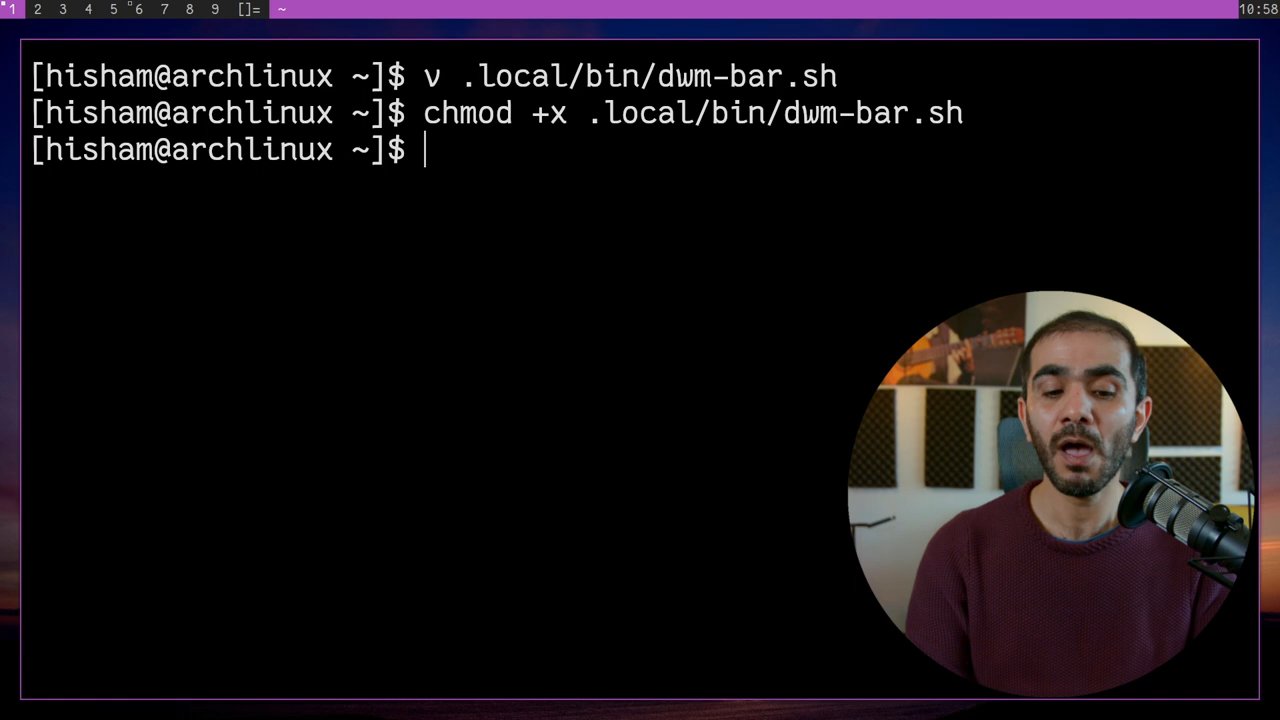 1 2 3 4 5 6 7 8 9 []= ~ 10:58
[hisham@archlinux ~]$ v .local/bin/dwm-bar.sh
[hisham@archlinux ~]$ chmod +x .local/bin/dwm-bar.sh
[hisham@archlinux ~]$